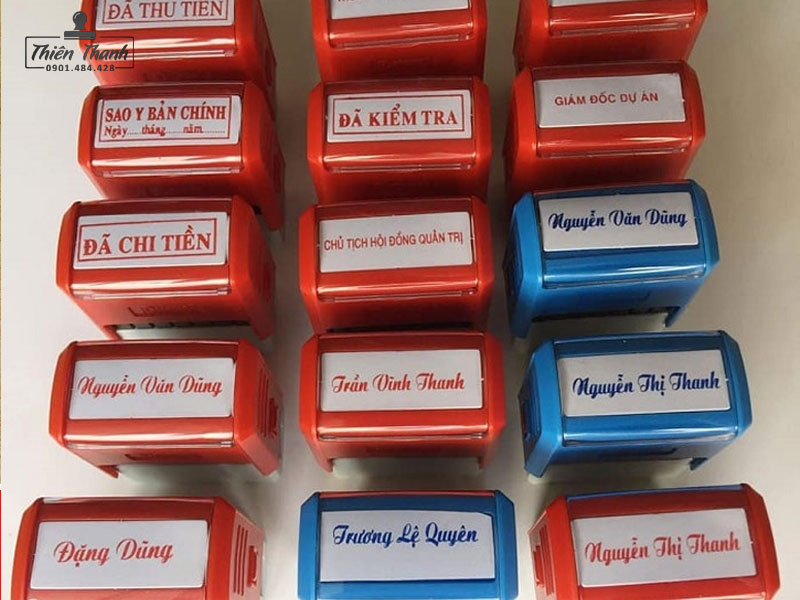 ĐÃ THU TIỀN
Thiên Thanh
0901.484.428
SAO Y BẢN CHÍNH
Ngày.....tháng......năm..........
ĐÃ KIỂM TRA
GIÁM ĐỐC DỰ ÁN
ĐÃ CHI TIỀN
CHỦ TỊCH HỘI ĐỒNG QUẢN TRỊ
Nguyễn Văn Dũng
Nguyễn Văn Dũng
Trần Vĩnh Thanh
Nguyễn Thị Thanh
Đặng Dũng
Trương Lệ Quyên
Nguyễn Thị Thanh